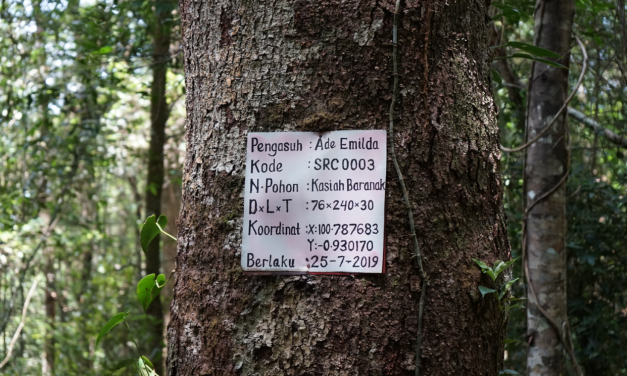 Pengasuh : Ade Emilda
Kode : SRC 0003
N-Pohon : Kasiah Baranak
D×L×T : 76×240×30
Koordinat : X:100·787683
Y:-0.930170
Berlaku : 25-7-2019